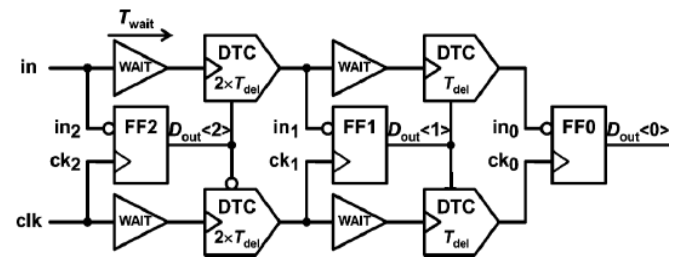 T_wait
in WAIT DTC WAIT DTC
2×T_del T_del
in_2 FF2 D_out<2> in_1 FF1 D_out<1> in_0 FF0 D_out<0>
ck_2 ck_1 ck_0
DTC DTC
clk WAIT WAIT
2×T_del T_del